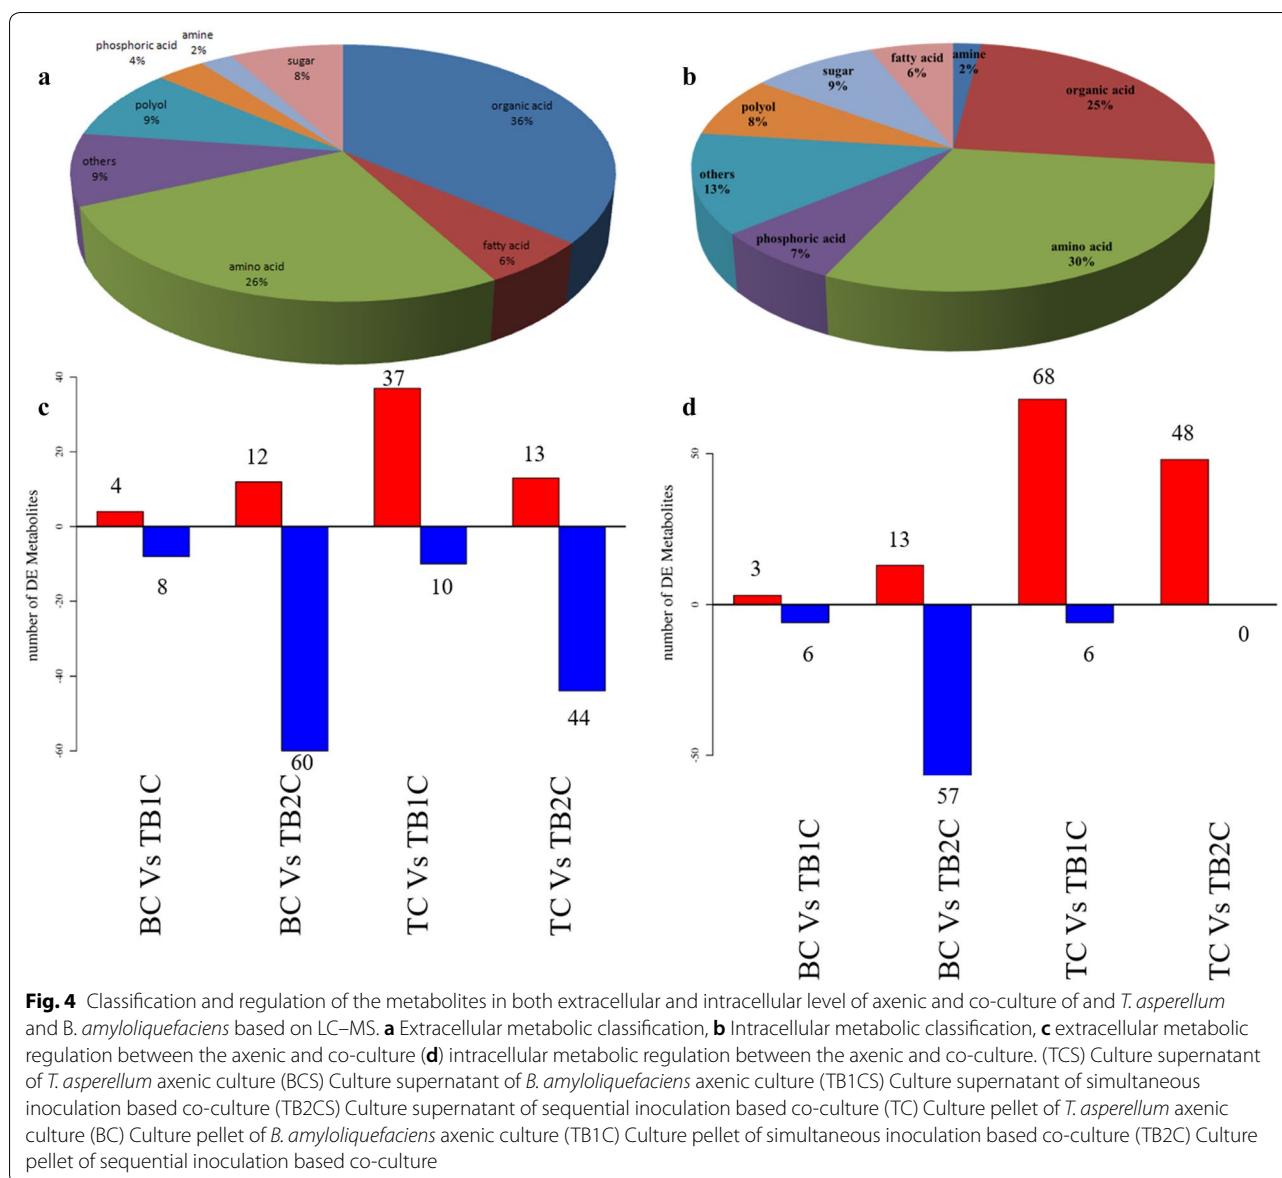 a
phosphoric acid
4%
amine
2%
sugar
8%
organic acid
36%
polyol
9%
others
9%
amino acid
26%
fatty acid
6%
b
sugar
9%
fatty acid
6%
amine
2%
organic acid
25%
polyol
8%
others
13%
phosphoric acid
7%
amino acid
30%
c
number of DE Metabolites
40
20
0
-20
-40
-60
4
8
12
60
37
10
13
44
BC Vs TB1C
BC Vs TB2C
TC Vs TB1C
TC Vs TB2C
d
number of DE Metabolites
50
0
-50
3
6
13
57
68
6
48
0
BC Vs TB1C
BC Vs TB2C
TC Vs TB1C
TC Vs TB2C
Fig. 4 Classification and regulation of the metabolites in both extracellular and intracellular level of axenic and co-culture of and T. asperellum
and B. amyloliquefaciens based on LC–MS. a Extracellular metabolic classification, b Intracellular metabolic classification, c extracellular metabolic
regulation between the axenic and co-culture (d) intracellular metabolic regulation between the axenic and co-culture. (TCS) Culture supernatant
of T. asperellum axenic culture (BCS) Culture supernatant of B. amyloliquefaciens axenic culture (TB1CS) Culture supernatant of simultaneous
inoculation based co-culture (TB2CS) Culture supernatant of sequential inoculation based co-culture (TC) Culture pellet of T. asperellum axenic
culture (BC) Culture pellet of B. amyloliquefaciens axenic culture (TB1C) Culture pellet of simultaneous inoculation based co-culture (TB2C) Culture
pellet of sequential inoculation based co-culture